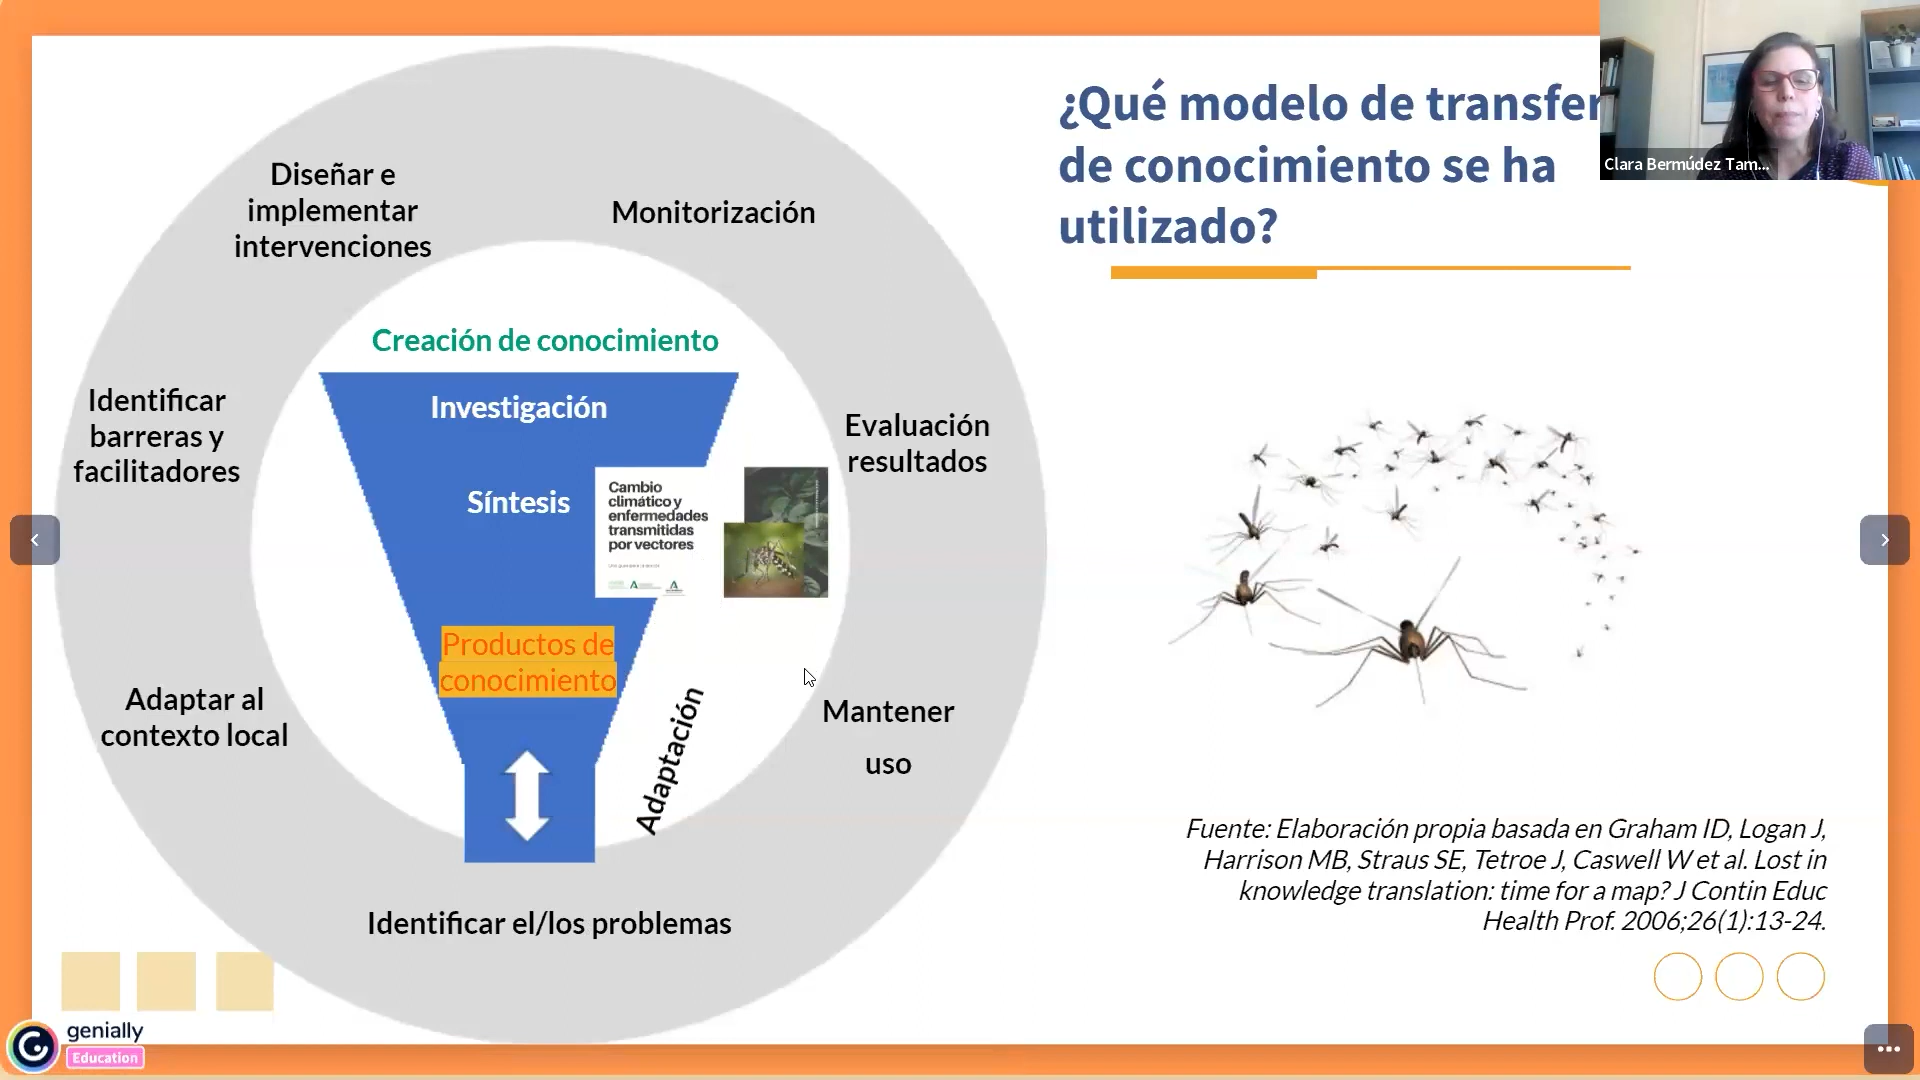 ¿Qué modelo de transfer
de conocimiento se ha
utilizado?
Clara Bermúdez Tam...
Diseñar e
implementar
intervenciones
Monitorización
Creación de conocimiento
Investigación
Identificar
barreras y
facilitadores
Evaluación
resultados
Síntesis
Cambio
climático y
enfermedades
transmitidas
por vectores
Productos de
conocimiento
Adaptación
Adaptar al
contexto local
Mantener
uso
Identificar el/los problemas
Fuente: Elaboración propia basada en Graham ID, Logan J,
Harrison MB, Straus SE, Tetroe J, Caswell W et al. Lost in
knowledge translation: time for a map? J Contin Educ
Health Prof. 2006;26(1):13-24.
genially
Education